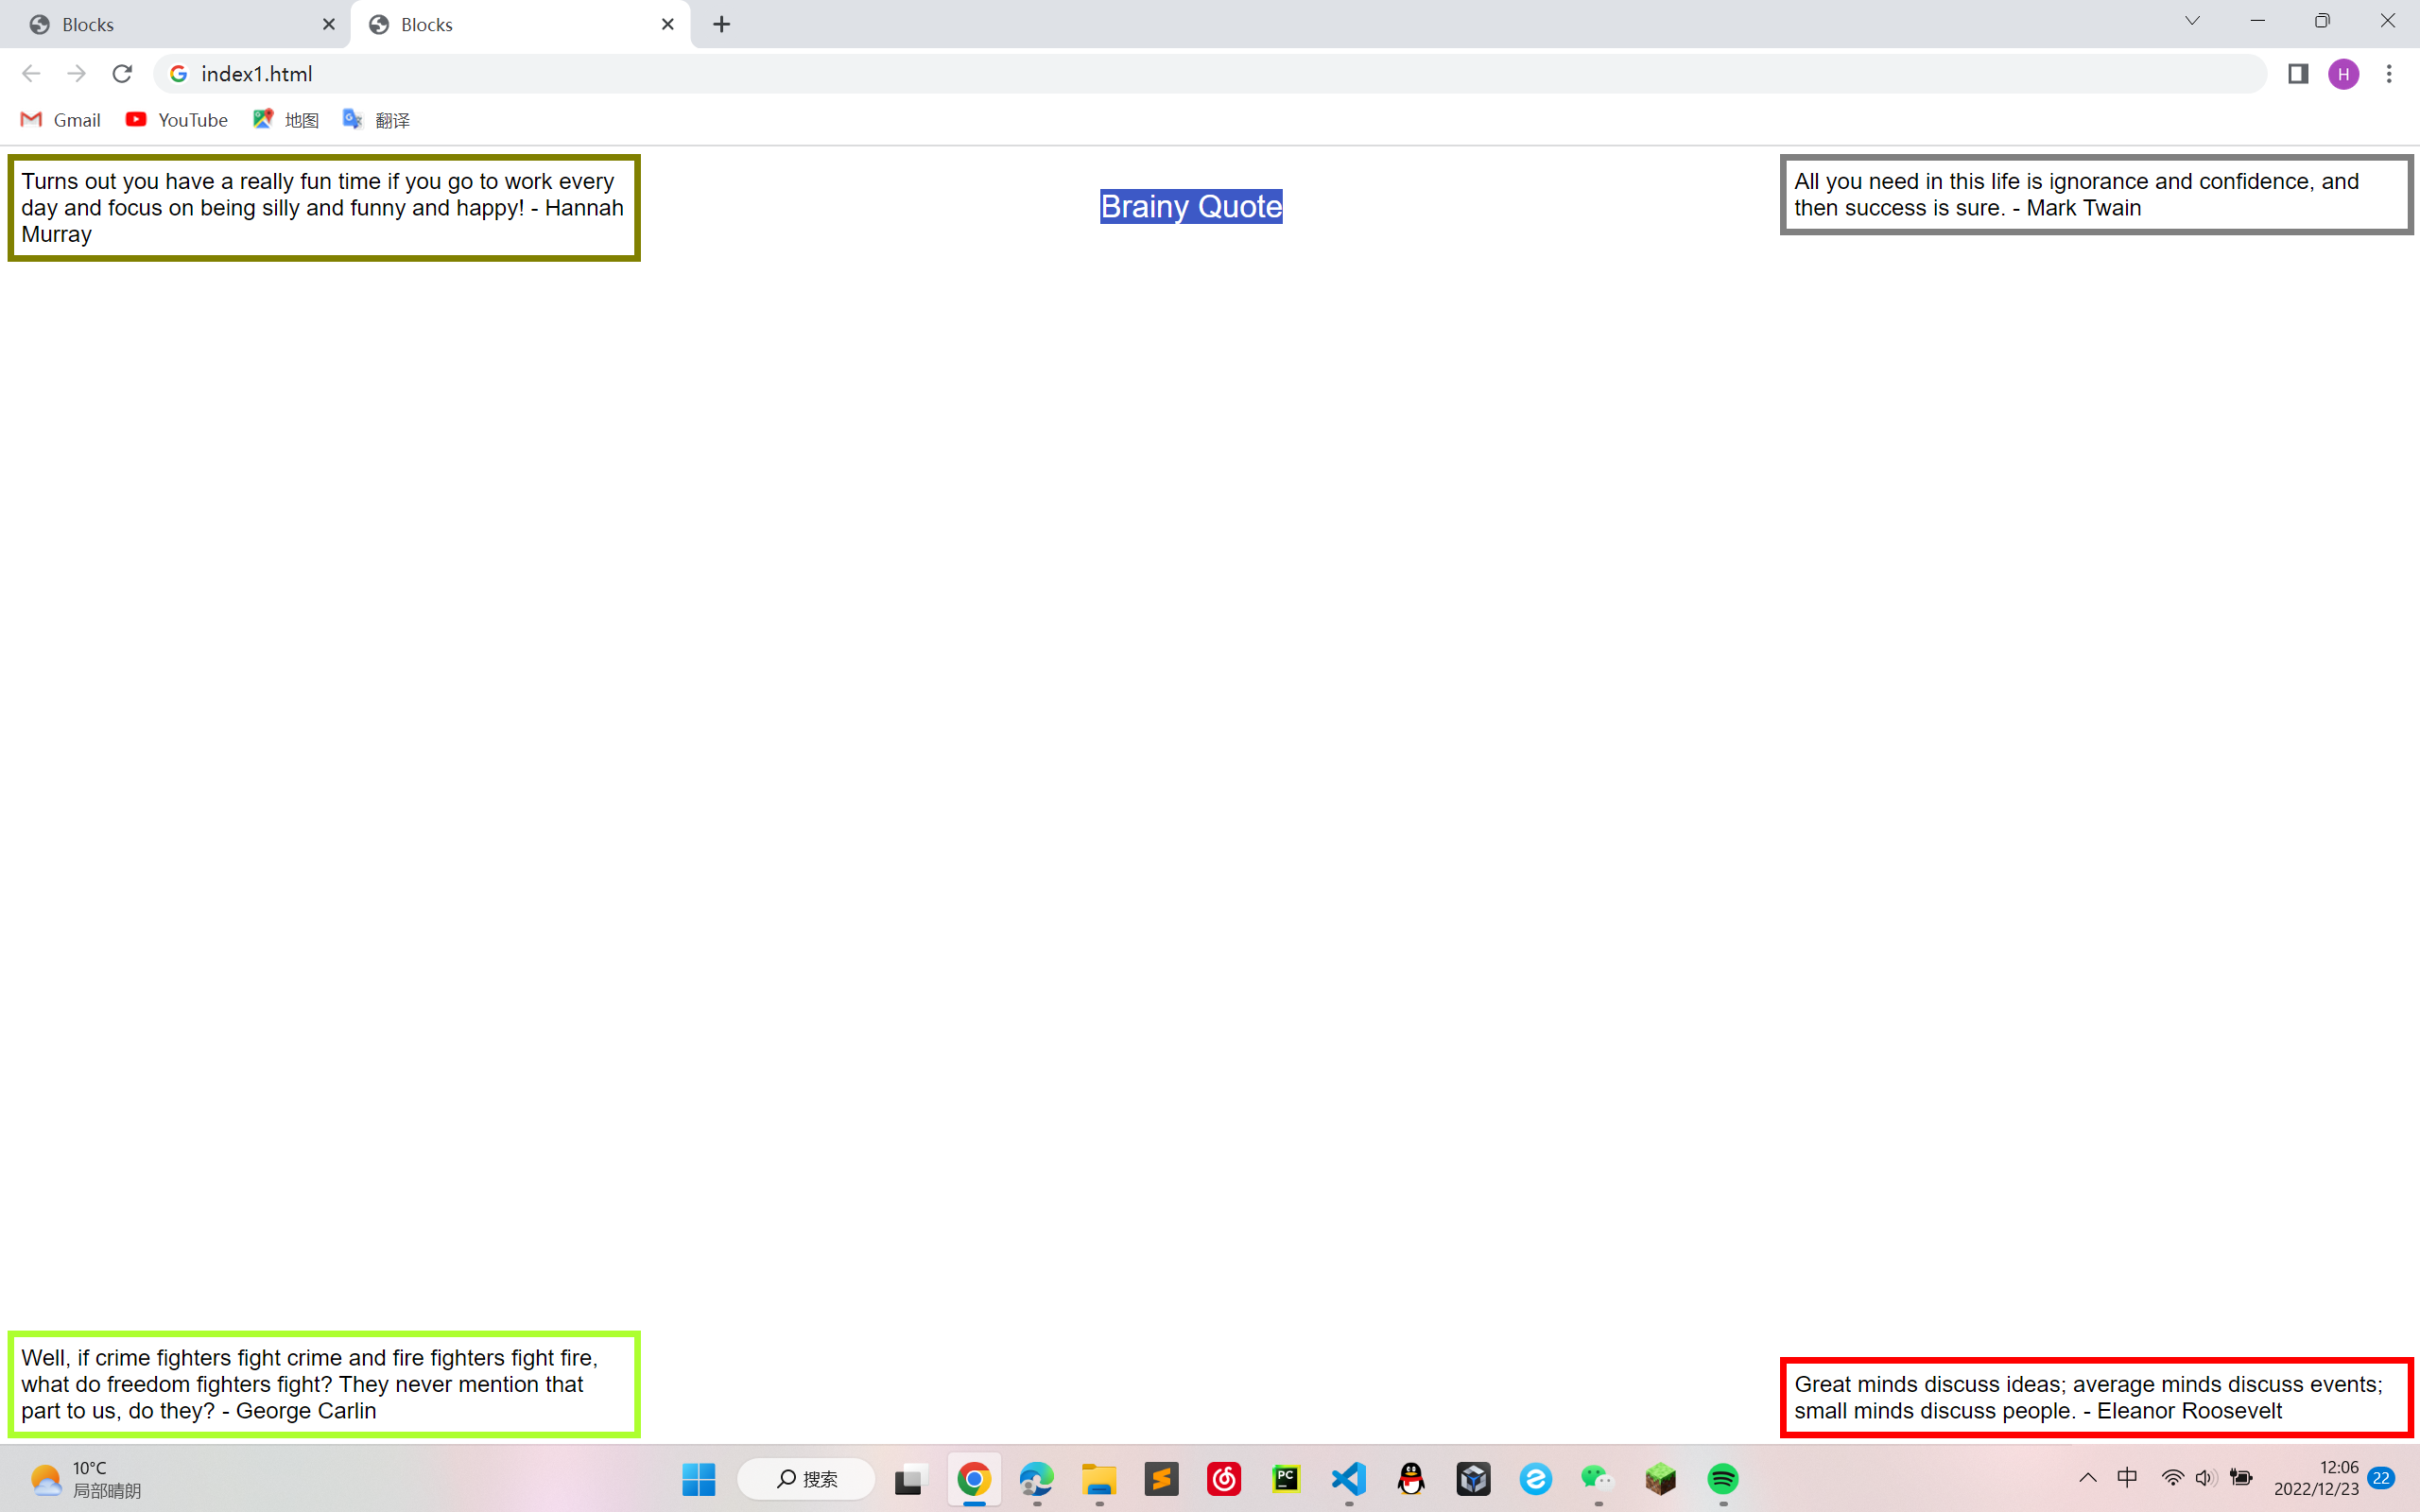 Blocks
Blocks
index1.html
H
Gmail
YouTube
地图
翻译
Turns out you have a really fun time if you go to work every
day and focus on being silly and funny and happy! - Hannah
Murray
Brainy Quote
All you need in this life is ignorance and confidence, and
then success is sure. - Mark Twain
Well, if crime fighters fight crime and fire fighters fight fire,
what do freedom fighters fight? They never mention that
part to us, do they? - George Carlin
Great minds discuss ideas; average minds discuss events;
small minds discuss people. - Eleanor Roosevelt
10°C
局部晴朗
搜索
PC
中
12:06
2022/12/23
22